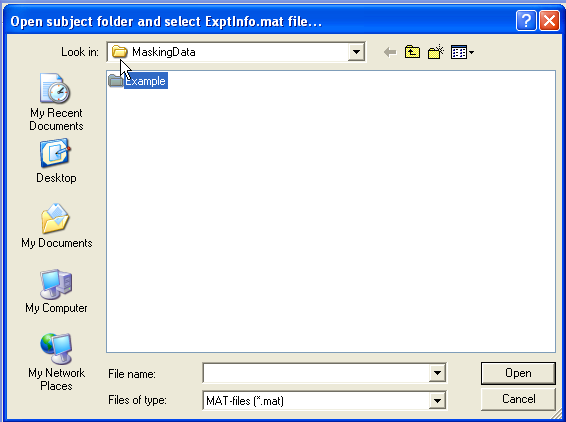 Open subject folder and select ExptInfo.mat file...
Look in: MaskingData
Example
My Recent
Documents
Desktop
My Documents
My Computer
My Network
Places
File name:
Open
Files of type: MAT-files (*.mat)
Cancel